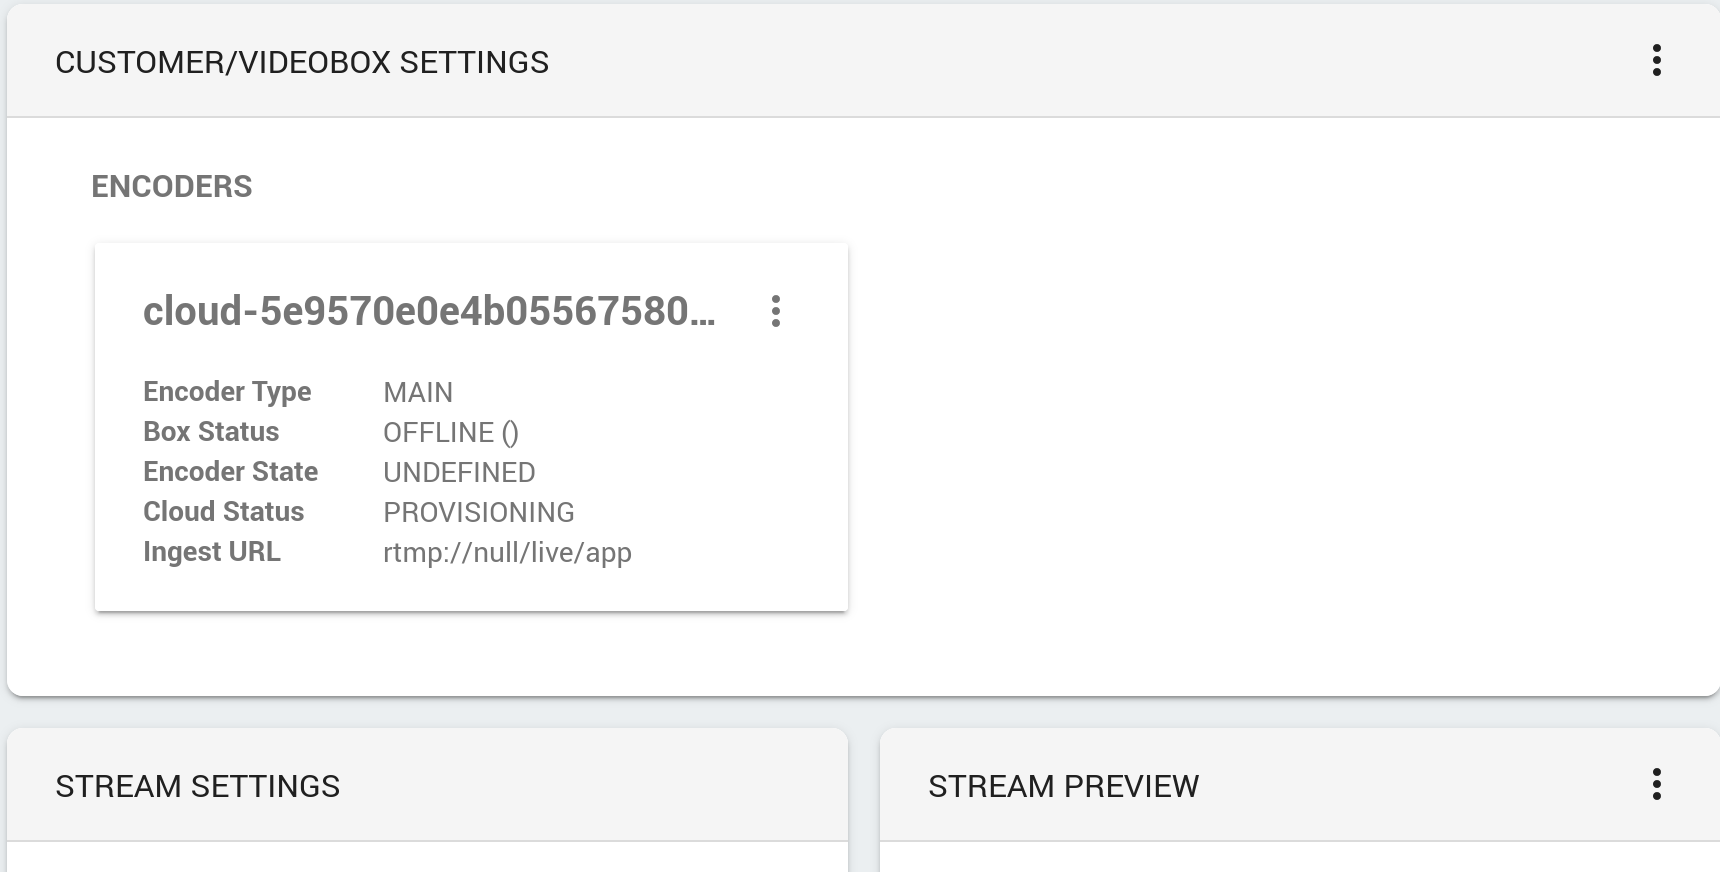 CUSTOMER/VIDEOBOX SETTINGS
ENCODERS
cloud-5e9570e0e4b05567580...
Encoder Type MAIN
Box Status OFFLINE ()
Encoder State UNDEFINED
Cloud Status PROVISIONING
Ingest URL rtmp://null/live/app
STREAM SETTINGS
STREAM PREVIEW